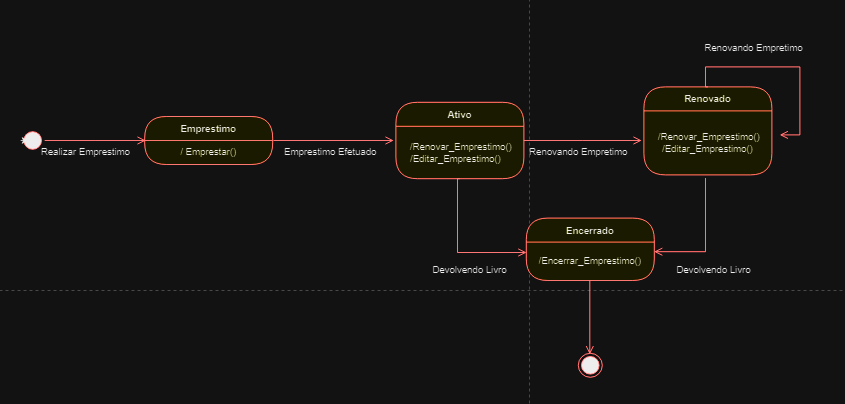 Renovando Empretimo
Realizar Emprestimo
Emprestimo
/ Emprestar()
Emprestimo Efetuado
Ativo
/Renovar_Emprestimo()
/Editar_Emprestimo()
Renovando Empretimo
Renovado
/Renovar_Emprestimo()
/Editar_Emprestimo()
Encerrado
/Encerrar_Emprestimo()
Devolvendo Livro
Devolvendo Livro